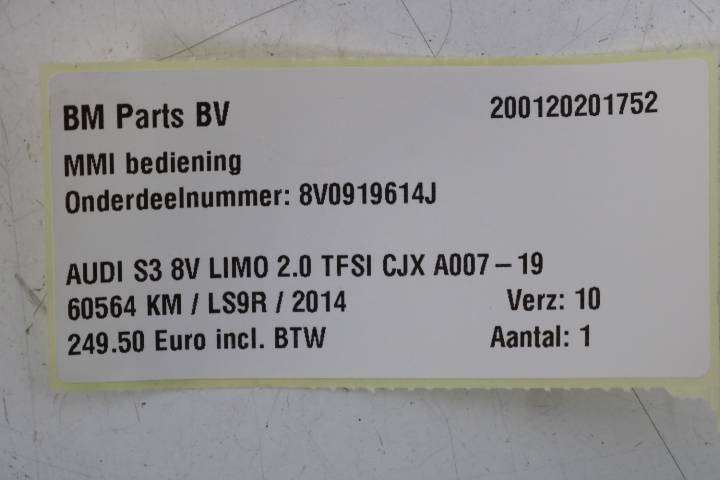 BM Parts BV 200120201752
MMI bediening
Onderdeelnummer: 8V0919614J
AUDI S3 8V LIMO 2.0 TFSI CJX A007-19
60564 KM / LS9R / 2014 Verz: 10
249.50 Euro incl. BTW Aantal: 1